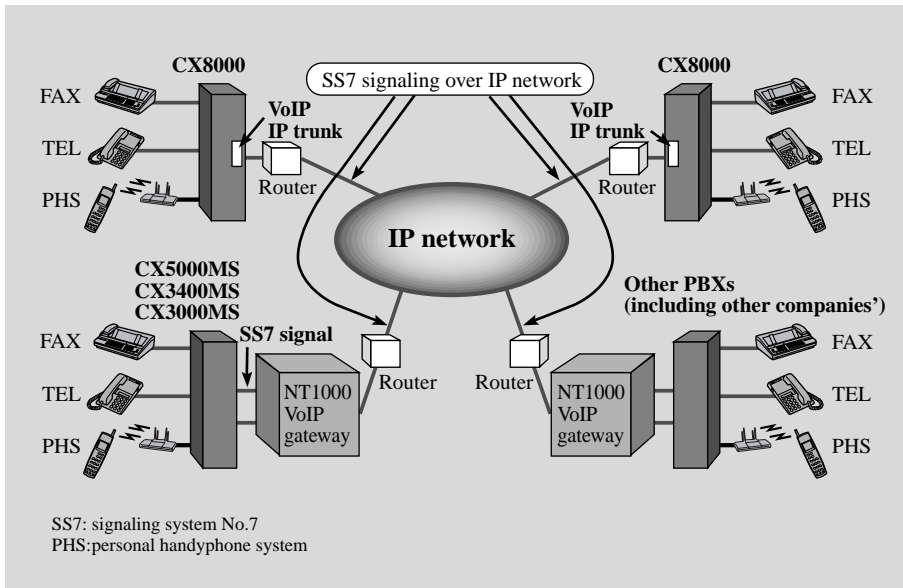 CX8000
SS7 signaling over IP network
CX8000
FAX
VoIP
IP trunk
VoIP
IP trunk
FAX
TEL
Router
Router
TEL
PHS
PHS
IP network
CX5000MS
CX3400MS
CX3000MS
Other PBXs
(including other companies’)
FAX
SS7 signal
FAX
Router
Router
TEL
NT1000
VoIP
gateway
NT1000
VoIP
gateway
TEL
PHS
PHS
SS7: signaling system No.7
PHS:personal handyphone system